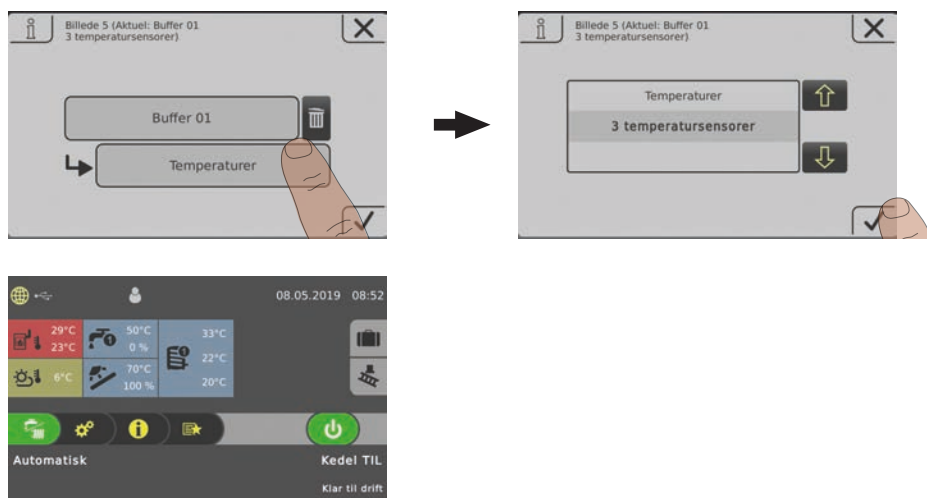 Billede 5 (Aktuel: Buffer 01
3 temperatursensorer)
Buffer 01
Temperaturer
Billede 5 (Aktuel: Buffer 01
3 temperatursensorer)
Temperaturer
3 temperatursensorer
08.05.2019 08:52
29°C
23°C
50°C
0 %
33°C
22°C
20°C
6°C
70°C
100 %
Automatisk
Kedel TIL
Klar til drift